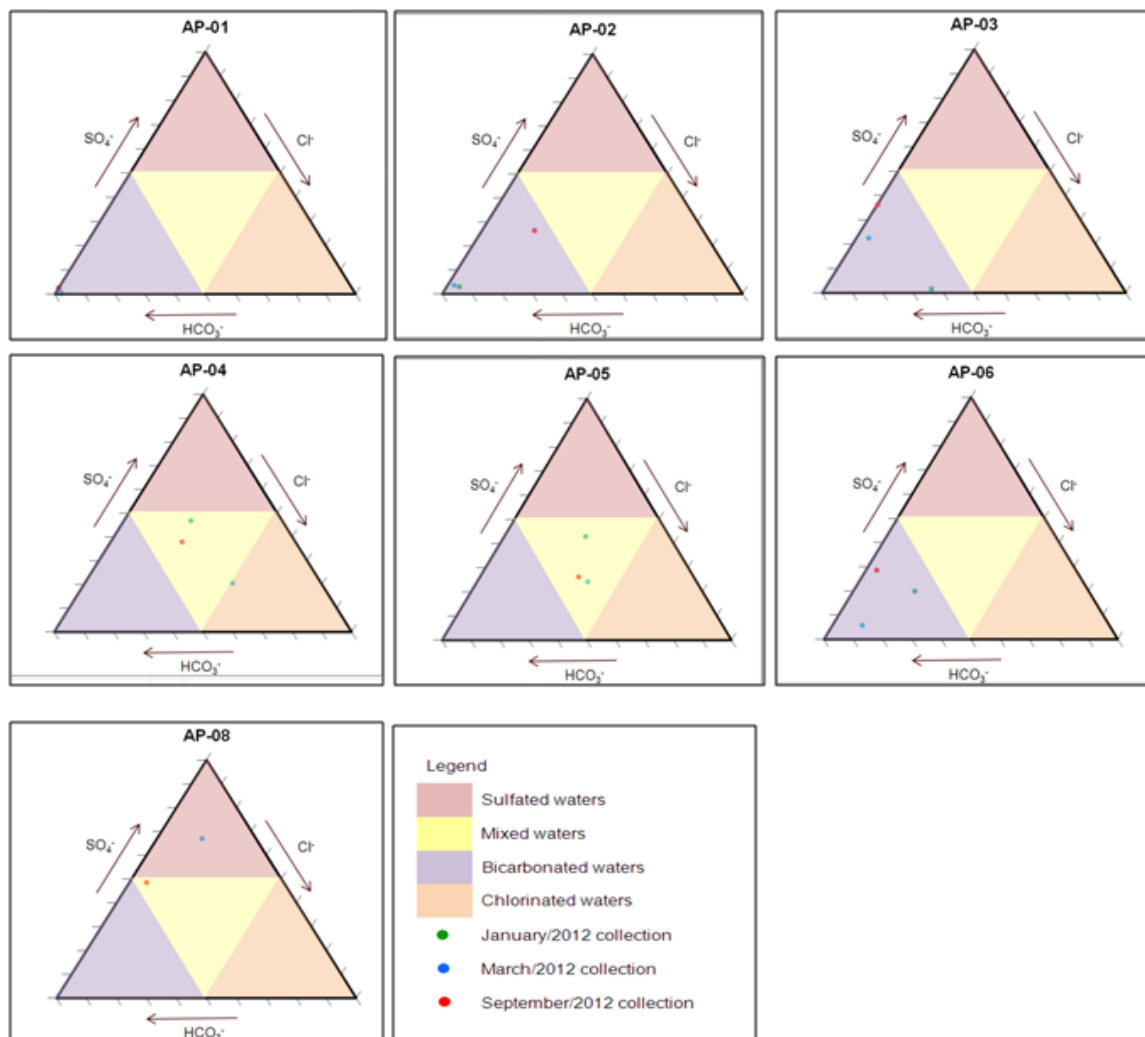 AP-01
SO₄⁻
Cl⁻
HCO₃⁻
AP-02
SO₄⁻
Cl⁻
HCO₃⁻
AP-03
SO₄⁻
Cl⁻
HCO₃⁻
AP-04
SO₄⁻
Cl⁻
HCO₃⁻
AP-05
SO₄⁻
Cl⁻
HCO₃⁻
AP-06
SO₄⁻
Cl⁻
HCO₃⁻
AP-08
SO₄⁻
Cl⁻
HCO₃⁻
Legend
Sulfated waters
Mixed waters
Bicarbonated waters
Chlorinated waters
January/2012 collection
March/2012 collection
September/2012 collection